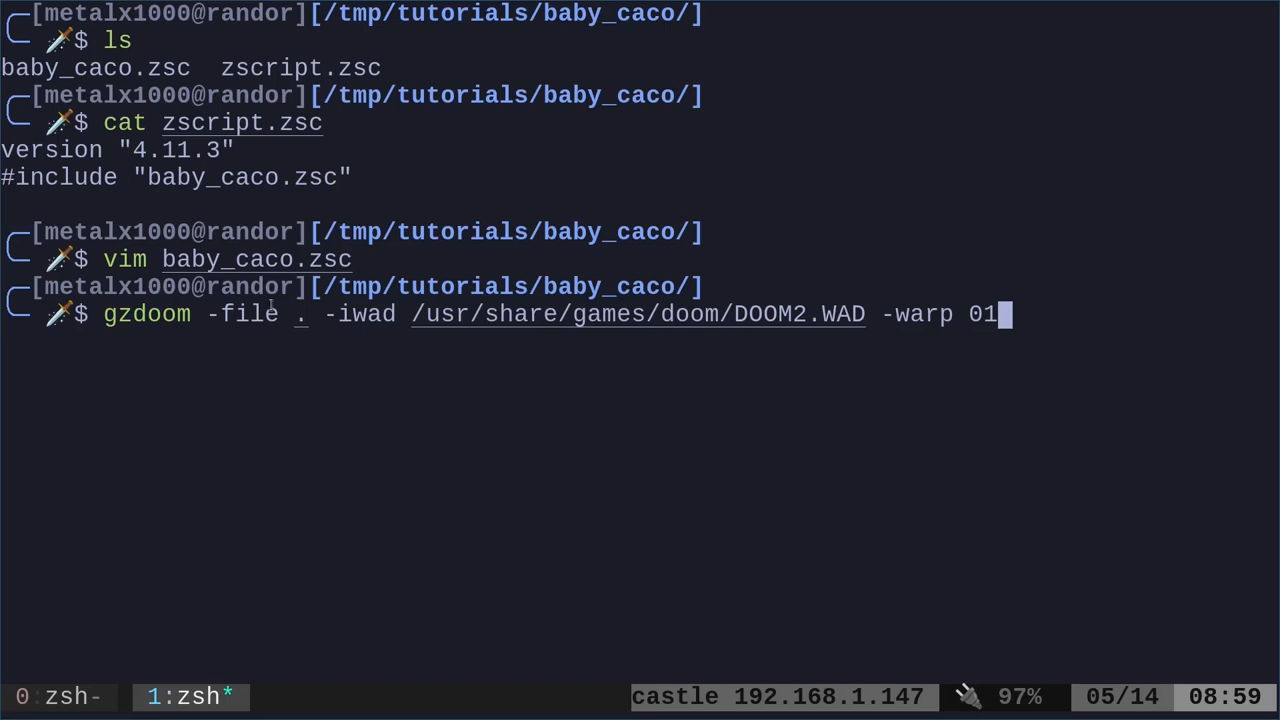 [metalx1000@randor][/tmp/tutorials/baby_caco/]
$ ls
baby_caco.zsc  zscript.zsc
[metalx1000@randor][/tmp/tutorials/baby_caco/]
$ cat zscript.zsc
version "4.11.3"
#include "baby_caco.zsc"
[metalx1000@randor][/tmp/tutorials/baby_caco/]
$ vim baby_caco.zsc
[metalx1000@randor][/tmp/tutorials/baby_caco/]
$ gzdoom -file . -iwad /usr/share/games/doom/DOOM2.WAD -warp 01
0:zsh-  1:zsh*  castle 192.168.1.147  97%  05/14  08:59